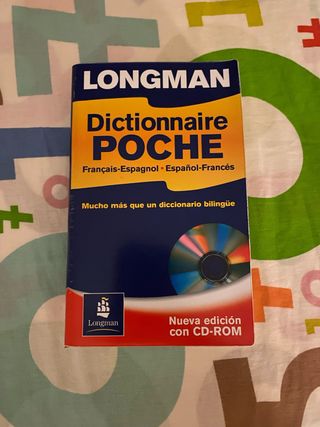 LONGMAN
Dictionnaire
POCHE
Français-Espagnol • Español-Francés
Mucho más que un diccionario bilingüe
Longman
Nueva edición
con CD-ROM